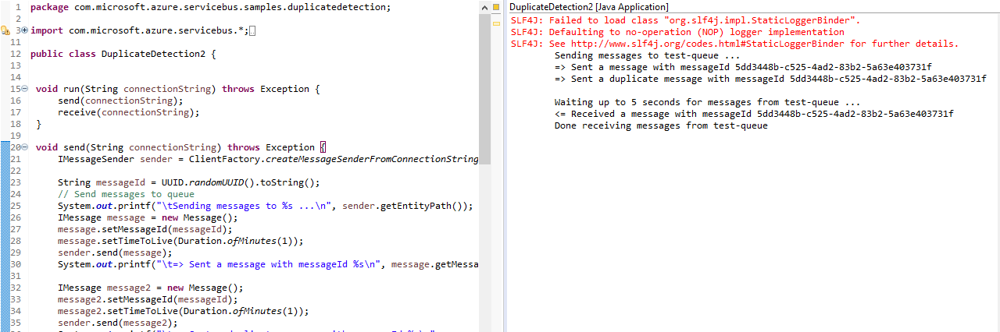 1 package com.microsoft.azure.servicebus.samples.duplicatedetection;
2
3 import com.microsoft.azure.servicebus.*;
11
12 public class DuplicateDetection2 {
13
14
15 void run(String connectionString) throws Exception {
16 send(connectionString);
17 receive(connectionString);
18 }
19
20 void send(String connectionString) throws Exception {
21 IMessageSender sender = ClientFactory.createMessageSenderFromConnectionString
22
23 String messageId = UUID.randomUUID().toString();
24 // Send messages to queue
25 System.out.printf("\tSending messages to %s ...\n", sender.getEntityPath());
26 IMessage message = new Message();
27 message.setMessageId(messageId);
28 message.setTimeToLive(Duration.ofMinutes(1));
29 sender.send(message);
30 System.out.printf("\t=> Sent a message with messageId %s\n", message.getMessa
31
32 IMessage message2 = new Message();
33 message2.setMessageId(messageId);
34 message2.setTimeToLive(Duration.ofMinutes(1));
35 sender.send(message2);
DuplicateDetection2 [Java Application]
SLF4J: Failed to load class "org.slf4j.impl.StaticLoggerBinder".
SLF4J: Defaulting to no-operation (NOP) logger implementation
SLF4J: See http://www.slf4j.org/codes.html#StaticLoggerBinder for further details.
Sending messages to test-queue ...
=> Sent a message with messageId 5dd3448b-c525-4ad2-83b2-5a63e403731f
=> Sent a duplicate message with messageId 5dd3448b-c525-4ad2-83b2-5a63e403731f
Waiting up to 5 seconds for messages from test-queue ...
<= Received a message with messageId 5dd3448b-c525-4ad2-83b2-5a63e403731f
Done receiving messages from test-queue